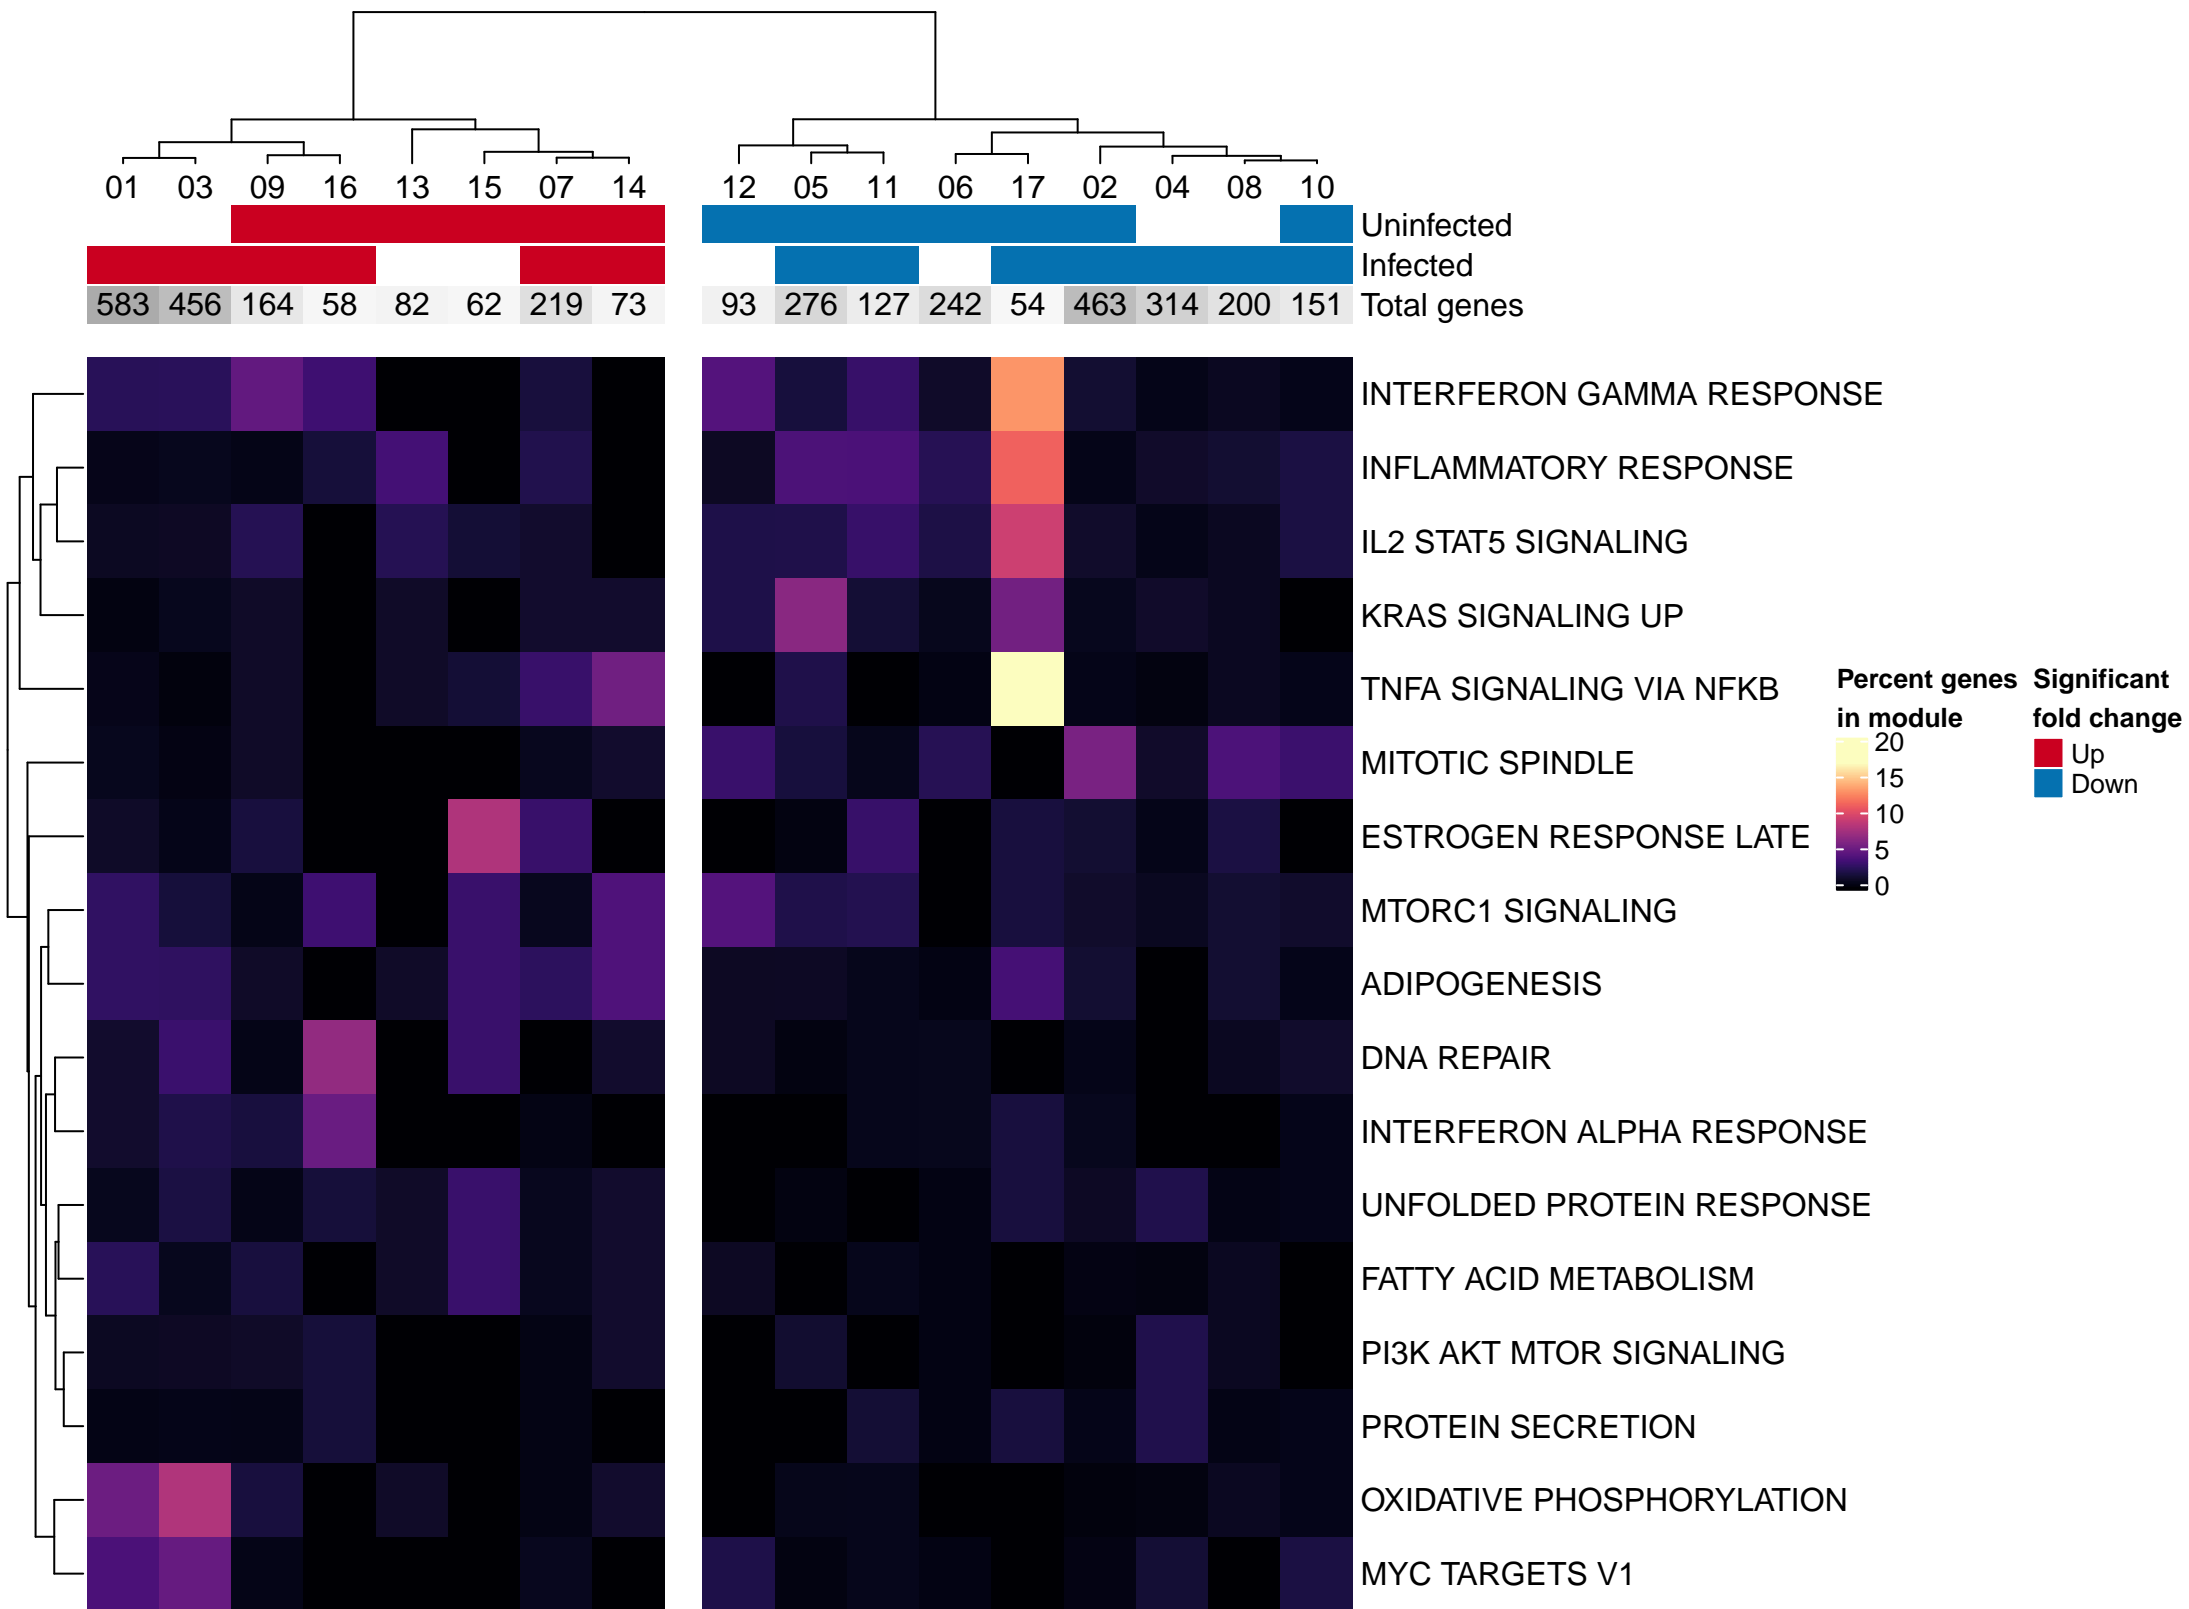 01 03 09 16 13 15 07 14 12 05 11 06 17 02 04 08 10
Uninfected
Infected
583 456 164 58 82 62 219 73 93 276 127 242 54 463 314 200 151 Total genes
INTERFERON GAMMA RESPONSE
INFLAMMATORY RESPONSE
IL2 STAT5 SIGNALING
KRAS SIGNALING UP
TNFA SIGNALING VIA NFKB
MITOTIC SPINDLE
ESTROGEN RESPONSE LATE
MTORC1 SIGNALING
ADIPOGENESIS
DNA REPAIR
INTERFERON ALPHA RESPONSE
UNFOLDED PROTEIN RESPONSE
FATTY ACID METABOLISM
PI3K AKT MTOR SIGNALING
PROTEIN SECRETION
OXIDATIVE PHOSPHORYLATION
MYC TARGETS V1
Percent genes
in module
20
15
10
5
0
Significant
fold change
Up
Down